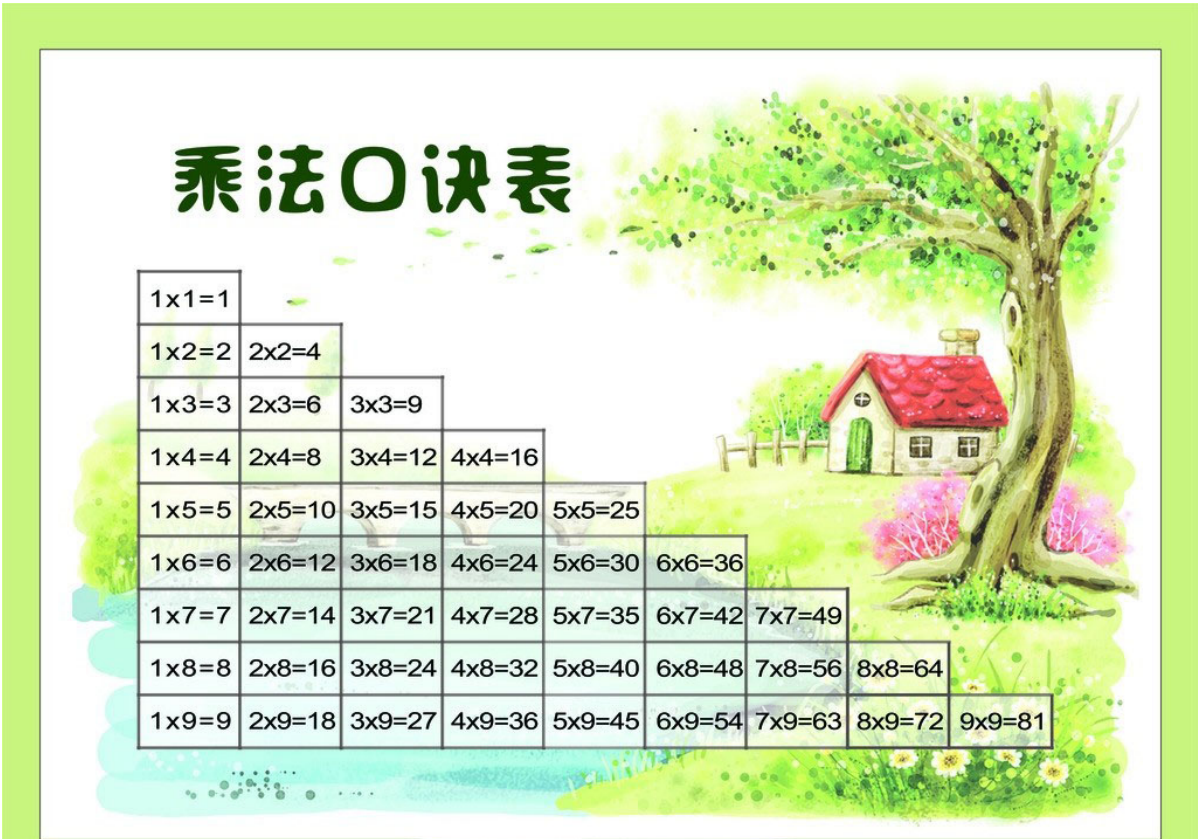 乘法口诀表
1x1=1
1x2=2 2x2=4
1x3=3 2x3=6 3x3=9
1x4=4 2x4=8 3x4=12 4x4=16
1x5=5 2x5=10 3x5=15 4x5=20 5x5=25
1x6=6 2x6=12 3x6=18 4x6=24 5x6=30 6x6=36
1x7=7 2x7=14 3x7=21 4x7=28 5x7=35 6x7=42 7x7=49
1x8=8 2x8=16 3x8=24 4x8=32 5x8=40 6x8=48 7x8=56 8x8=64
1x9=9 2x9=18 3x9=27 4x9=36 5x9=45 6x9=54 7x9=63 8x9=72 9x9=81